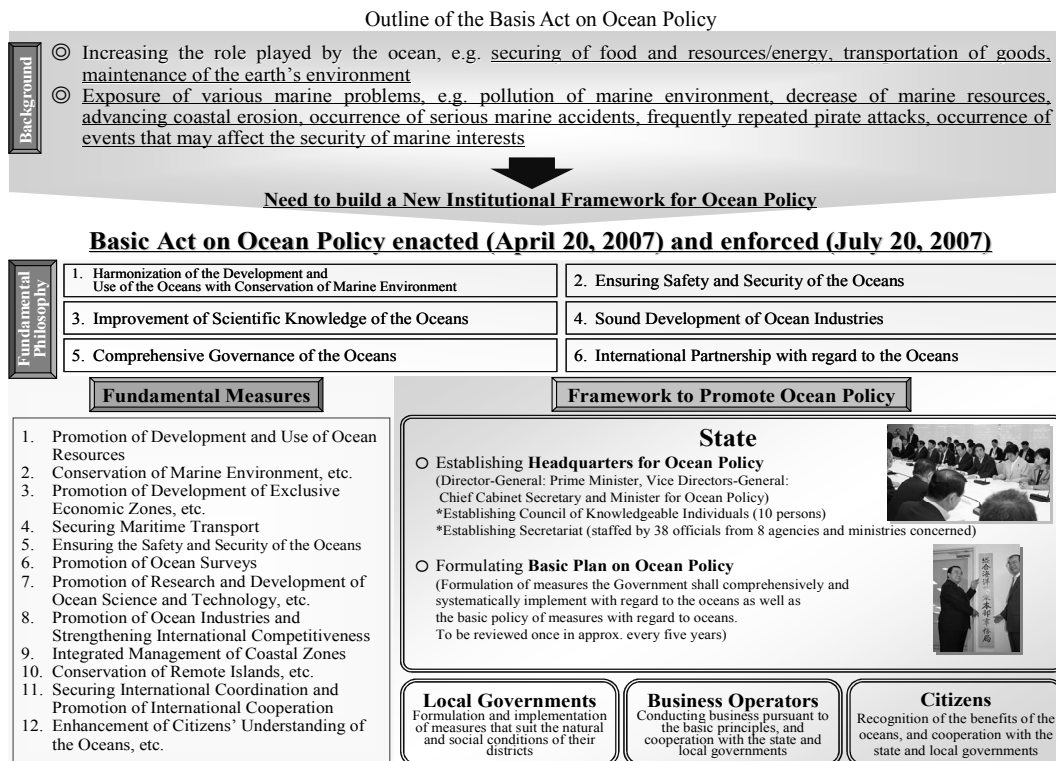 Outline of the Basis Act on Ocean Policy
Background
◎ Increasing the role played by the ocean, e.g. securing of food and resources/energy, transportation of goods,
maintenance of the earth's environment
◎ Exposure of various marine problems, e.g. pollution of marine environment, decrease of marine resources,
advancing coastal erosion, occurrence of serious marine accidents, frequently repeated pirate attacks, occurrence of
events that may affect the security of marine interests
Need to build a New Institutional Framework for Ocean Policy
Basic Act on Ocean Policy enacted (April 20, 2007) and enforced (July 20, 2007)
Fundamental
Philosophy
1. Harmonization of the Development and
Use of the Oceans with Conservation of Marine Environment
2. Ensuring Safety and Security of the Oceans
3. Improvement of Scientific Knowledge of the Oceans
4. Sound Development of Ocean Industries
5. Comprehensive Governance of the Oceans
6. International Partnership with regard to the Oceans
Fundamental Measures
1. Promotion of Development and Use of Ocean
Resources
2. Conservation of Marine Environment, etc.
3. Promotion of Development of Exclusive
Economic Zones, etc.
4. Securing Maritime Transport
5. Ensuring the Safety and Security of the Oceans
6. Promotion of Ocean Surveys
7. Promotion of Research and Development of
Ocean Science and Technology, etc.
8. Promotion of Ocean Industries and
Strengthening International Competitiveness
9. Integrated Management of Coastal Zones
10. Conservation of Remote Islands, etc.
11. Securing International Coordination and
Promotion of International Cooperation
12. Enhancement of Citizens' Understanding of
the Oceans, etc.
Framework to Promote Ocean Policy
State
○ Establishing Headquarters for Ocean Policy
(Director-General: Prime Minister, Vice Directors-General:
Chief Cabinet Secretary and Minister for Ocean Policy)
*Establishing Council of Knowledgeable Individuals (10 persons)
*Establishing Secretariat (staffed by 38 officials from 8 agencies and ministries concerned)
○ Formulating Basic Plan on Ocean Policy
(Formulation of measures the Government shall comprehensively and
systematically implement with regard to the oceans as well as
the basic policy of measures with regard to oceans.
To be reviewed once in approx. every five years)
Local Governments
Formulation and implementation
of measures that suit the natural
and social conditions of their
districts
Business Operators
Conducting business pursuant to
the basic principles, and
cooperation with the state and
local governments
Citizens
Recognition of the benefits of the
oceans, and cooperation with the
state and local governments